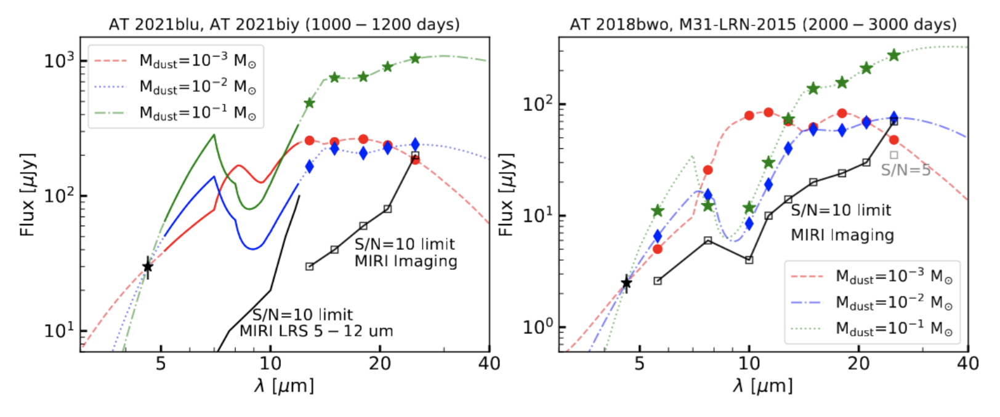 AT 2021blu, AT 2021biy (1000 − 1200 days)
10³
10²
10¹
Flux [μJy]
M_dust=10⁻³ M_⊙
M_dust=10⁻² M_⊙
M_dust=10⁻¹ M_⊙
S/N=10 limit
MIRI Imaging
S/N=10 limit
MIRI LRS 5 − 12 um
5
10
20
40
λ [μm]
AT 2018bwo, M31-LRN-2015 (2000 − 3000 days)
10²
10¹
10⁰
Flux [μJy]
S/N=5
S/N=10 limit
MIRI Imaging
M_dust=10⁻³ M_⊙
M_dust=10⁻² M_⊙
M_dust=10⁻¹ M_⊙
5
10
20
40
λ [μm]